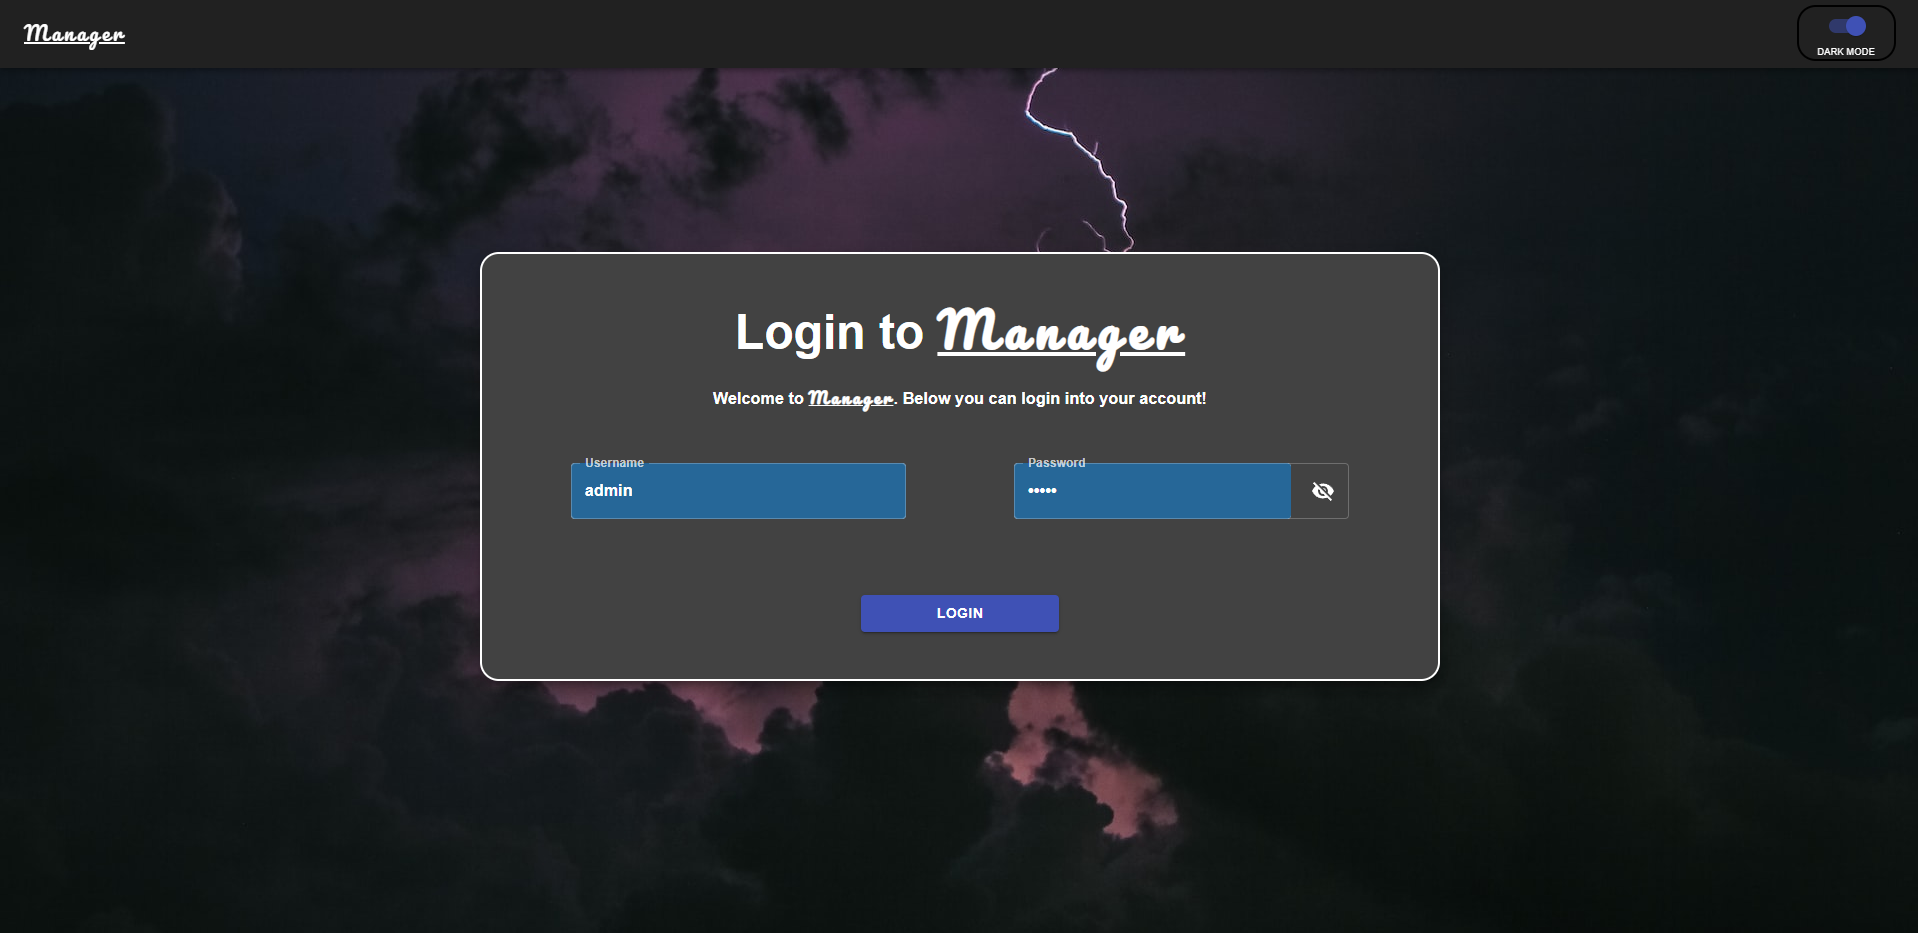 Manager
DARK MODE
Login to Manager
Welcome to Manager. Below you can login into your account!
Username
admin
Password
•••••
LOGIN